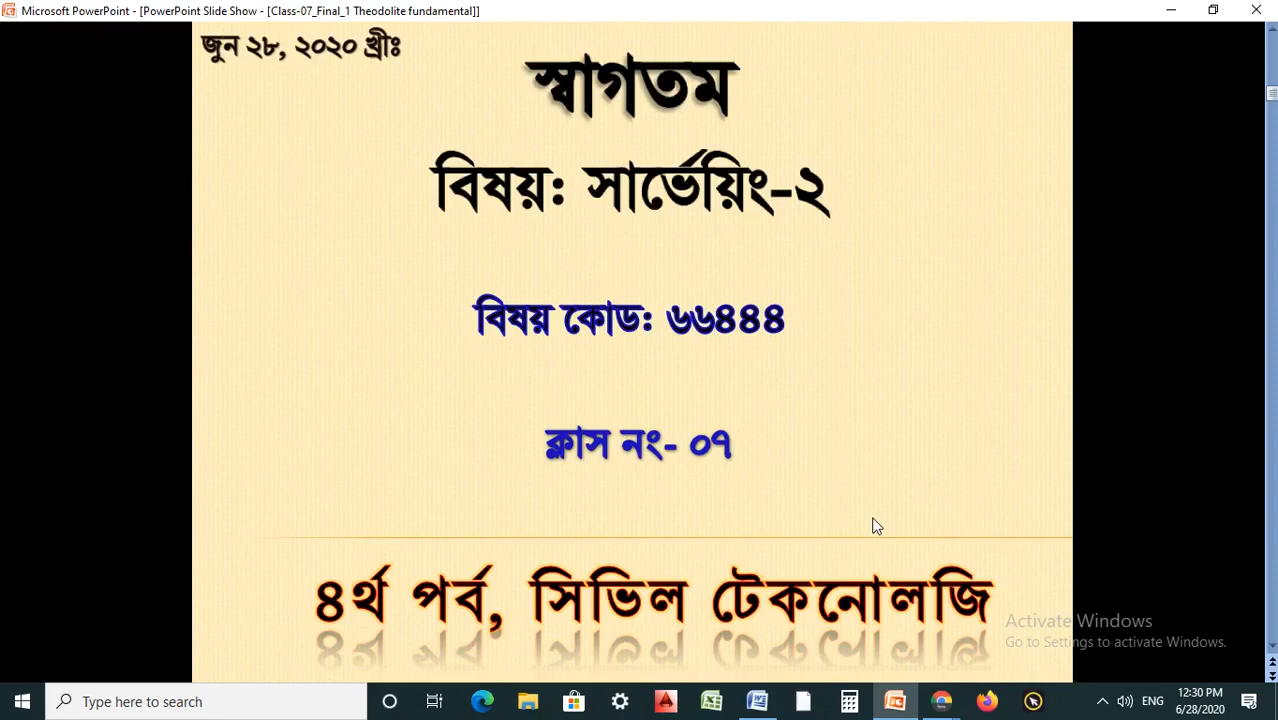 Microsoft PowerPoint - [PowerPoint Slide Show - [Class-07_Final_1 Theodolite fundamental]]
জুন ২৮, ২০২০ খ্রীঃ
স্বাগতম
বিষয়: সার্ভেয়িং-২
বিষয় কোড: ৬৬৪৪৪
ক্লাস নং- ০৭
৪র্থ পর্ব, সিভিল টেকনোলজি
Activate Windows
Go to Settings to activate Windows.
Type here to search
ENG
12:30 PM
6/28/2020